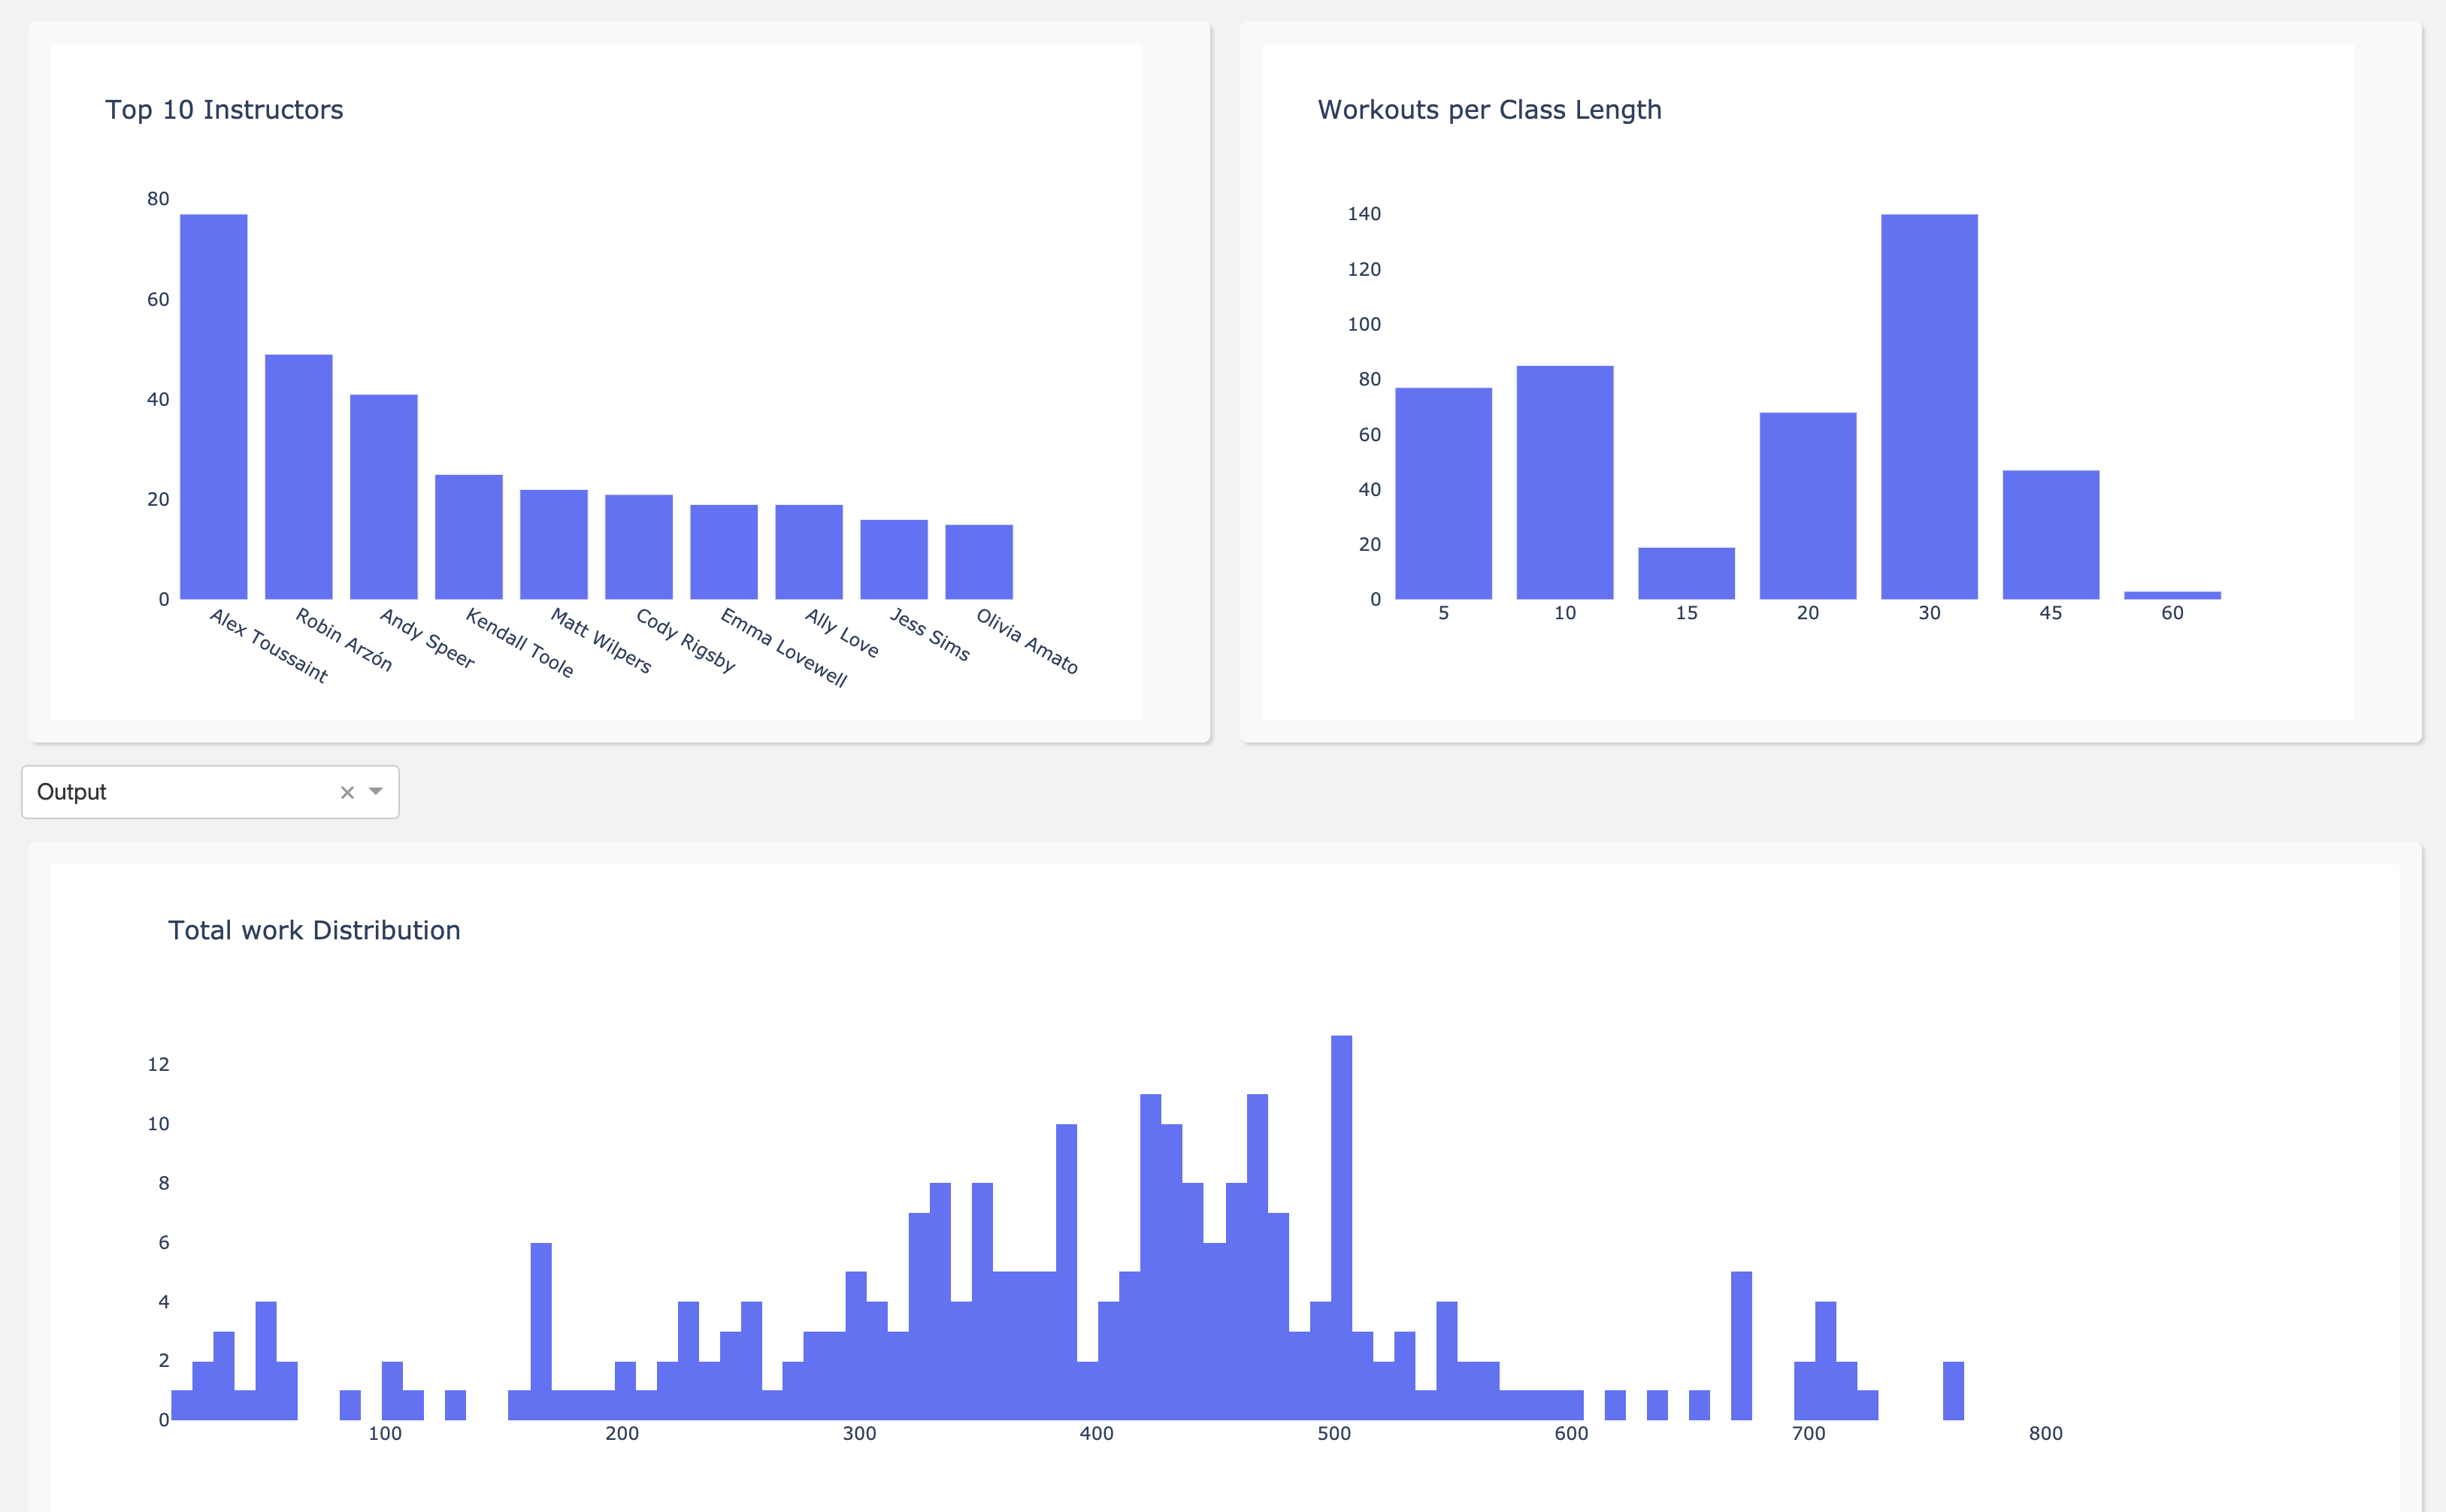 Top 10 Instructors
80
60
40
20
0
Alex Toussaint
Robin Arzón
Andy Speer
Kendall Toole
Matt Wilpers
Cody Rigsby
Emma Lovewell
Ally Love
Jess Sims
Olivia Amato
Workouts per Class Length
140
120
100
80
60
40
20
0
5 10 15 20 30 45 60
Output
Total work Distribution
12
10
8
6
4
2
0
100 200 300 400 500 600 700 800